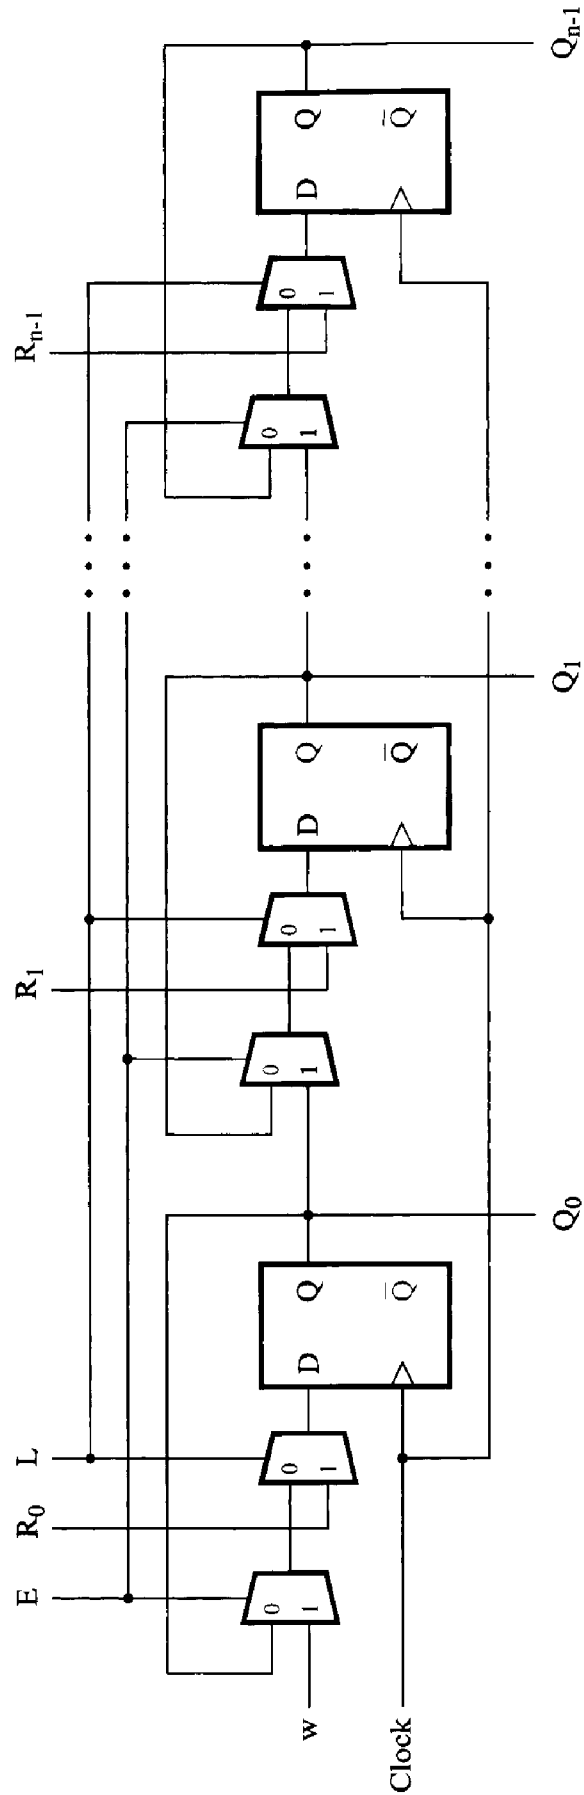 E R₀ L R₁ Rₙ₋₁
0 0 0 0 0 0
w 1 1 D Q 1 1 D Q 1 1 D Q
Clock Q̅ Q̅ Q̅
Q₀ Q₁ Qₙ₋₁